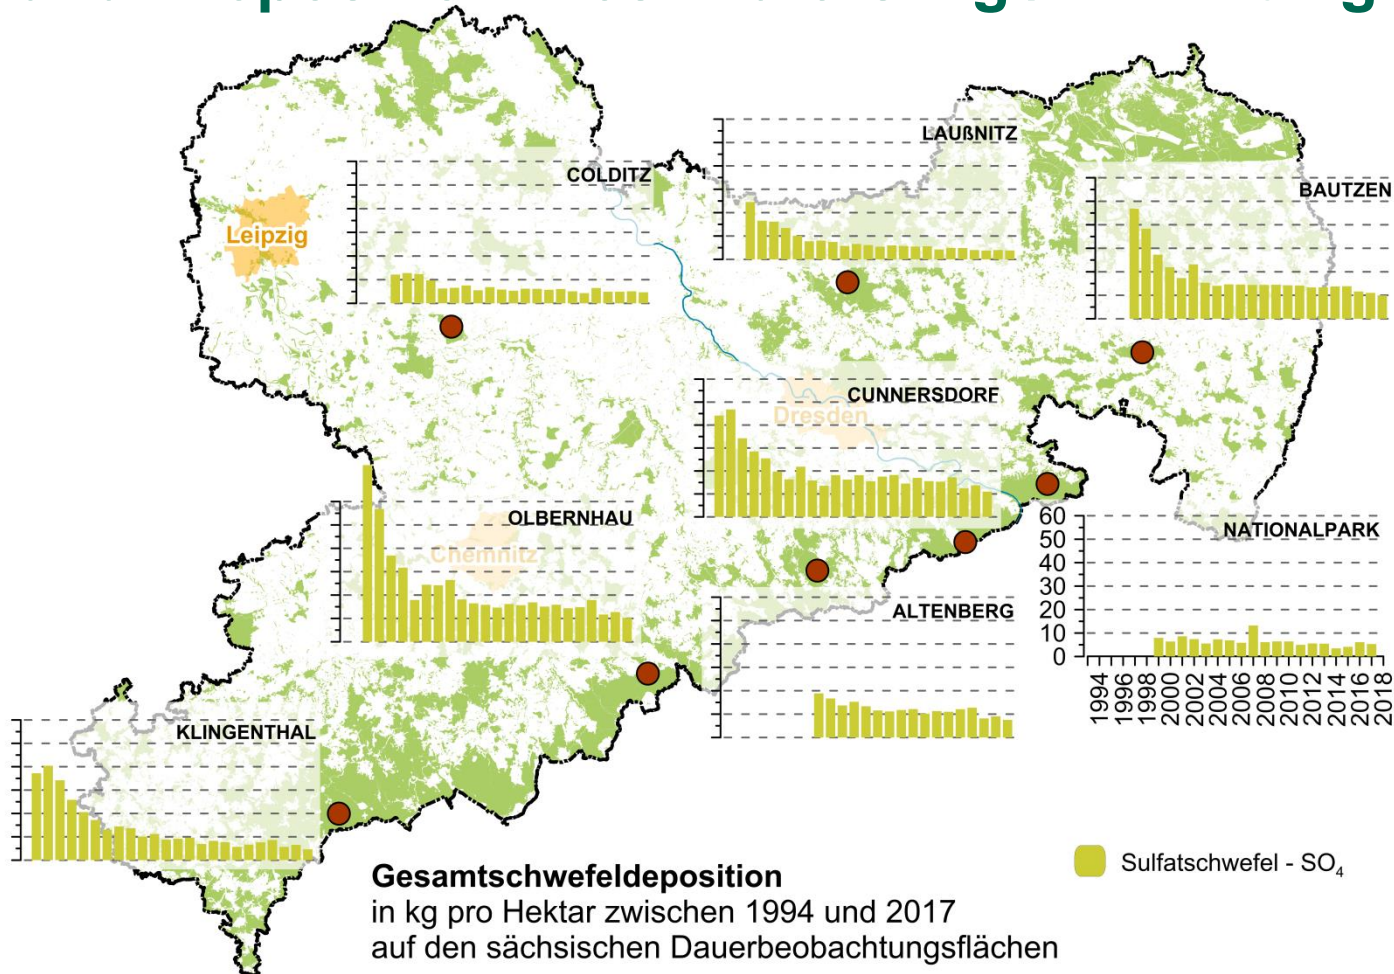 COLDITZ
LAUßNITZ
BAUTZEN
Leipzig
CUNNERSDORF
Dresden
OLBERNHAU
Chemnitz
NATIONALPARK
60
50
40
30
20
10
0
1994
1996
1998
2000
2002
2004
2006
2008
2010
2012
2014
2016
2018
ALTENBERG
KLINGENTHAL
Gesamtschwefeldeposition
in kg pro Hektar zwischen 1994 und 2017
auf den sächsischen Dauerbeobachtungsflächen
Sulfatschwefel - SO₄